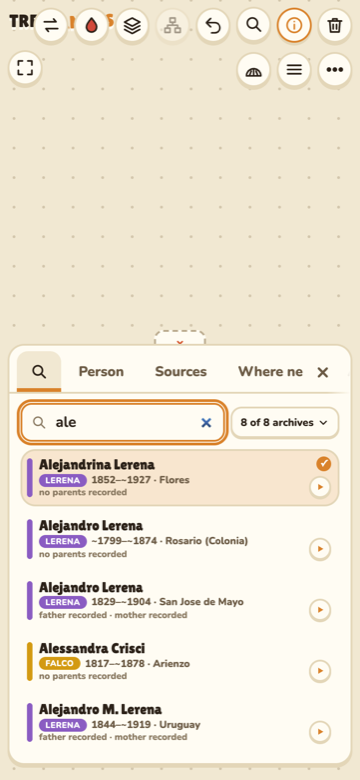 TRE
Person
Sources
Where ne
ale
8 of 8 archives
Alejandrina Lerena
LERENA 1852–~1927 · Flores
no parents recorded
Alejandro Lerena
LERENA ~1799–~1874 · Rosario (Colonia)
no parents recorded
Alejandro Lerena
LERENA 1829–~1904 · San Jose de Mayo
father recorded · mother recorded
Alessandra Crisci
FALCO 1817–~1878 · Arienzo
no parents recorded
Alejandro M. Lerena
LERENA 1844–~1919 · Uruguay
father recorded · mother recorded